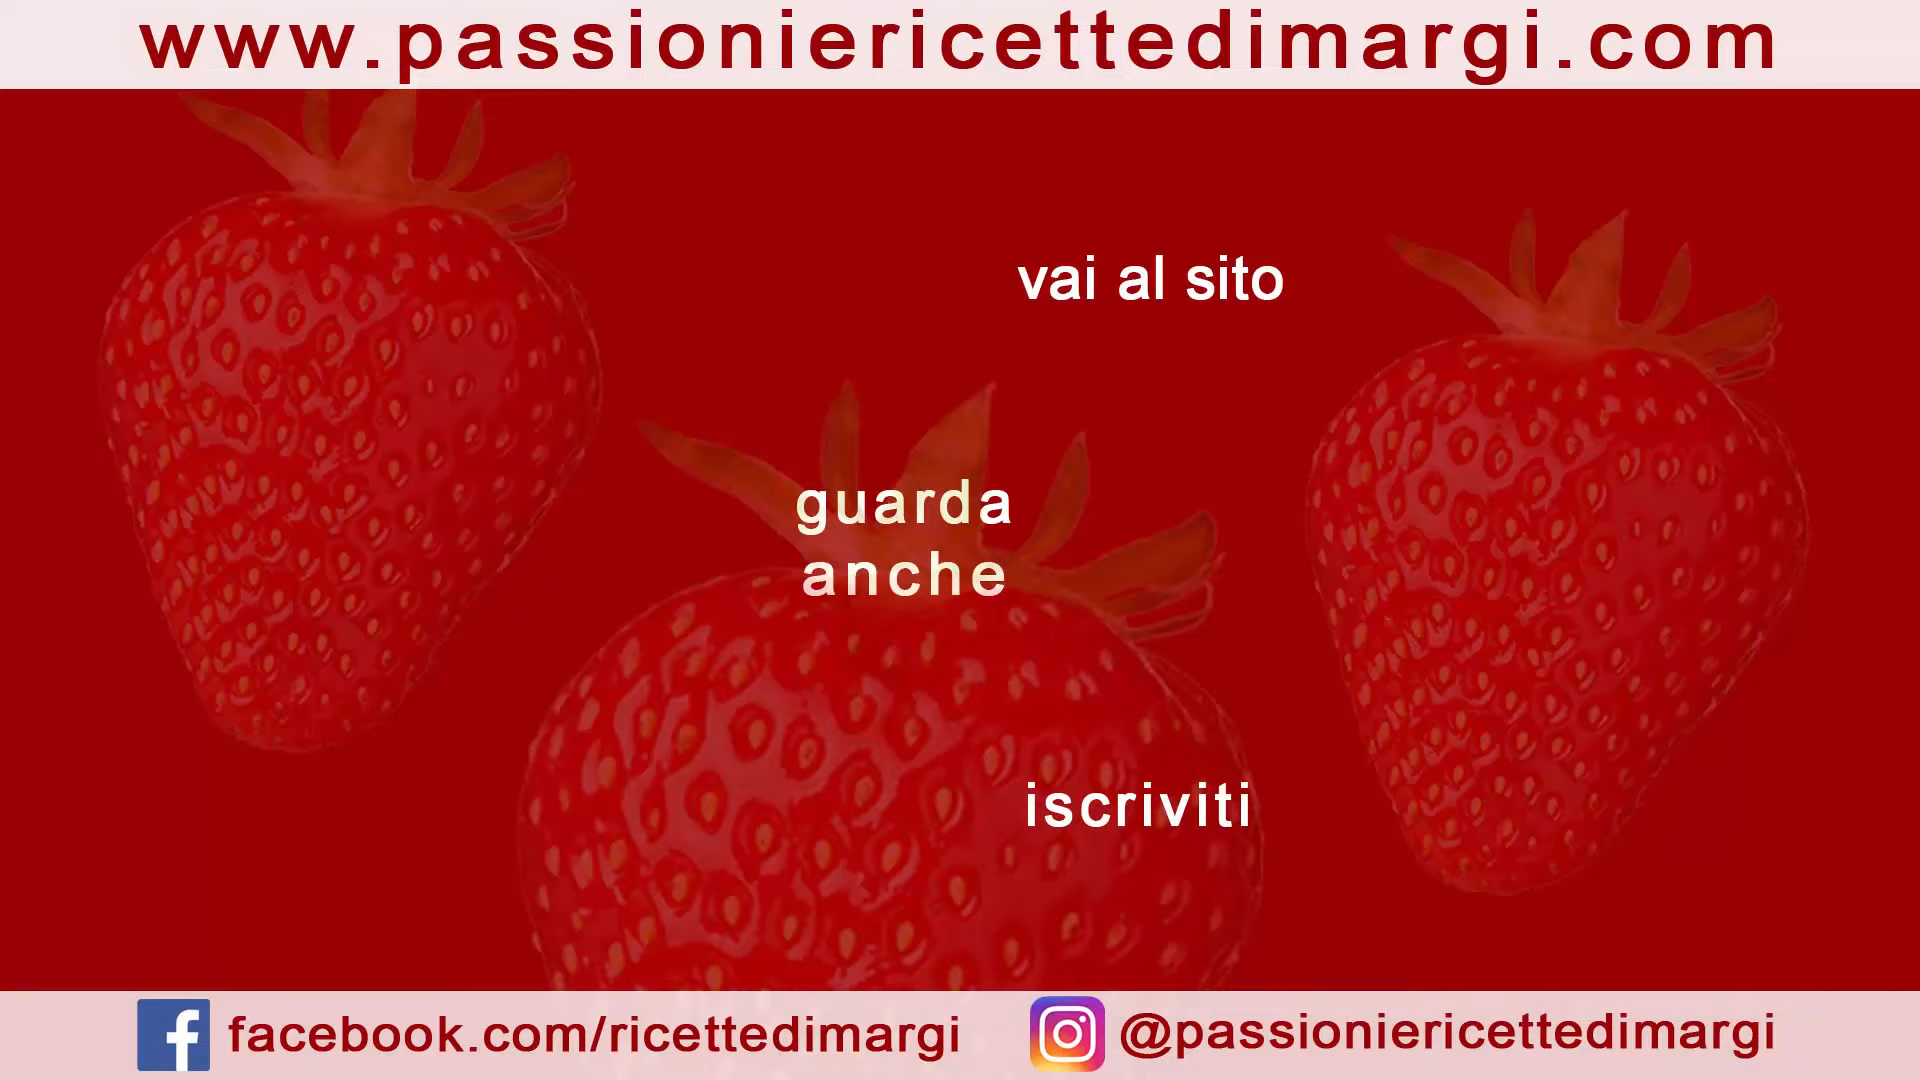 www.passioniericettedimargi.com
vai al sito
guarda
anche
iscriviti
facebook.com/ricettedimargi
@passioniericettedimargi